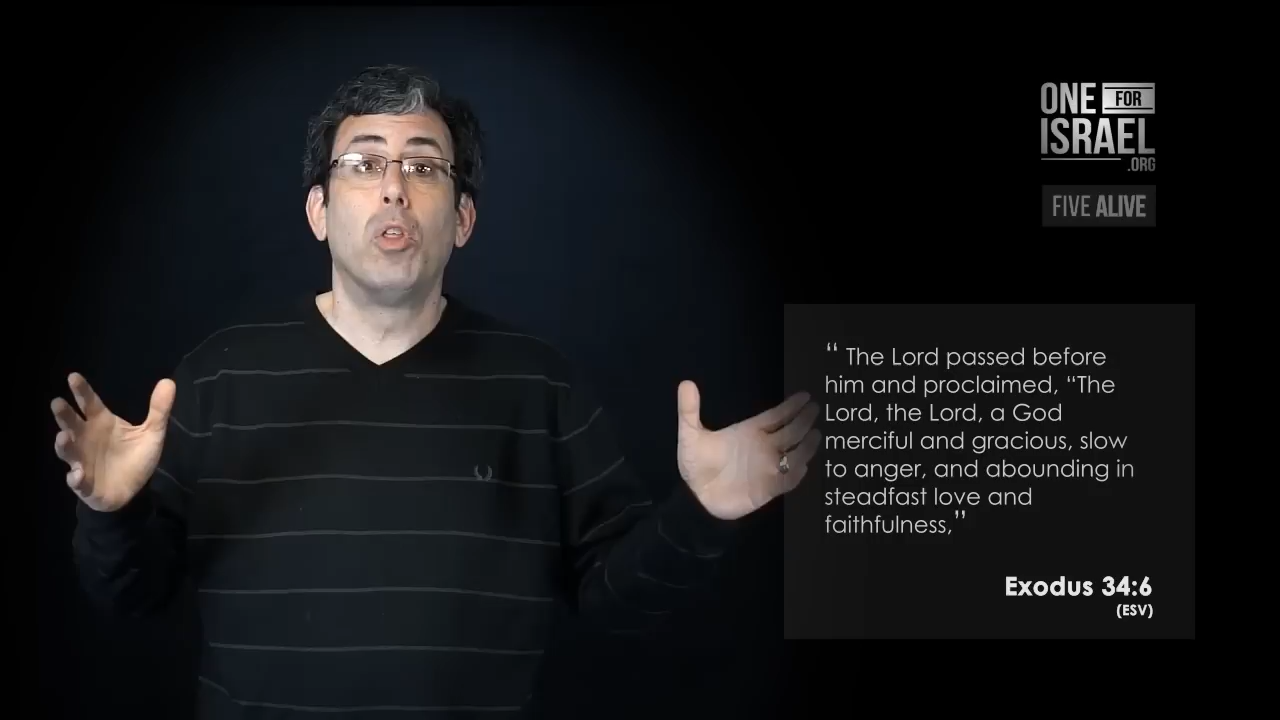 ONE FOR
ISRAEL
.ORG
FIVE ALIVE
“ The Lord passed before
him and proclaimed, “The
Lord, the Lord, a God
merciful and gracious, slow
to anger, and abounding in
steadfast love and
faithfulness,”
Exodus 34:6
(ESV)